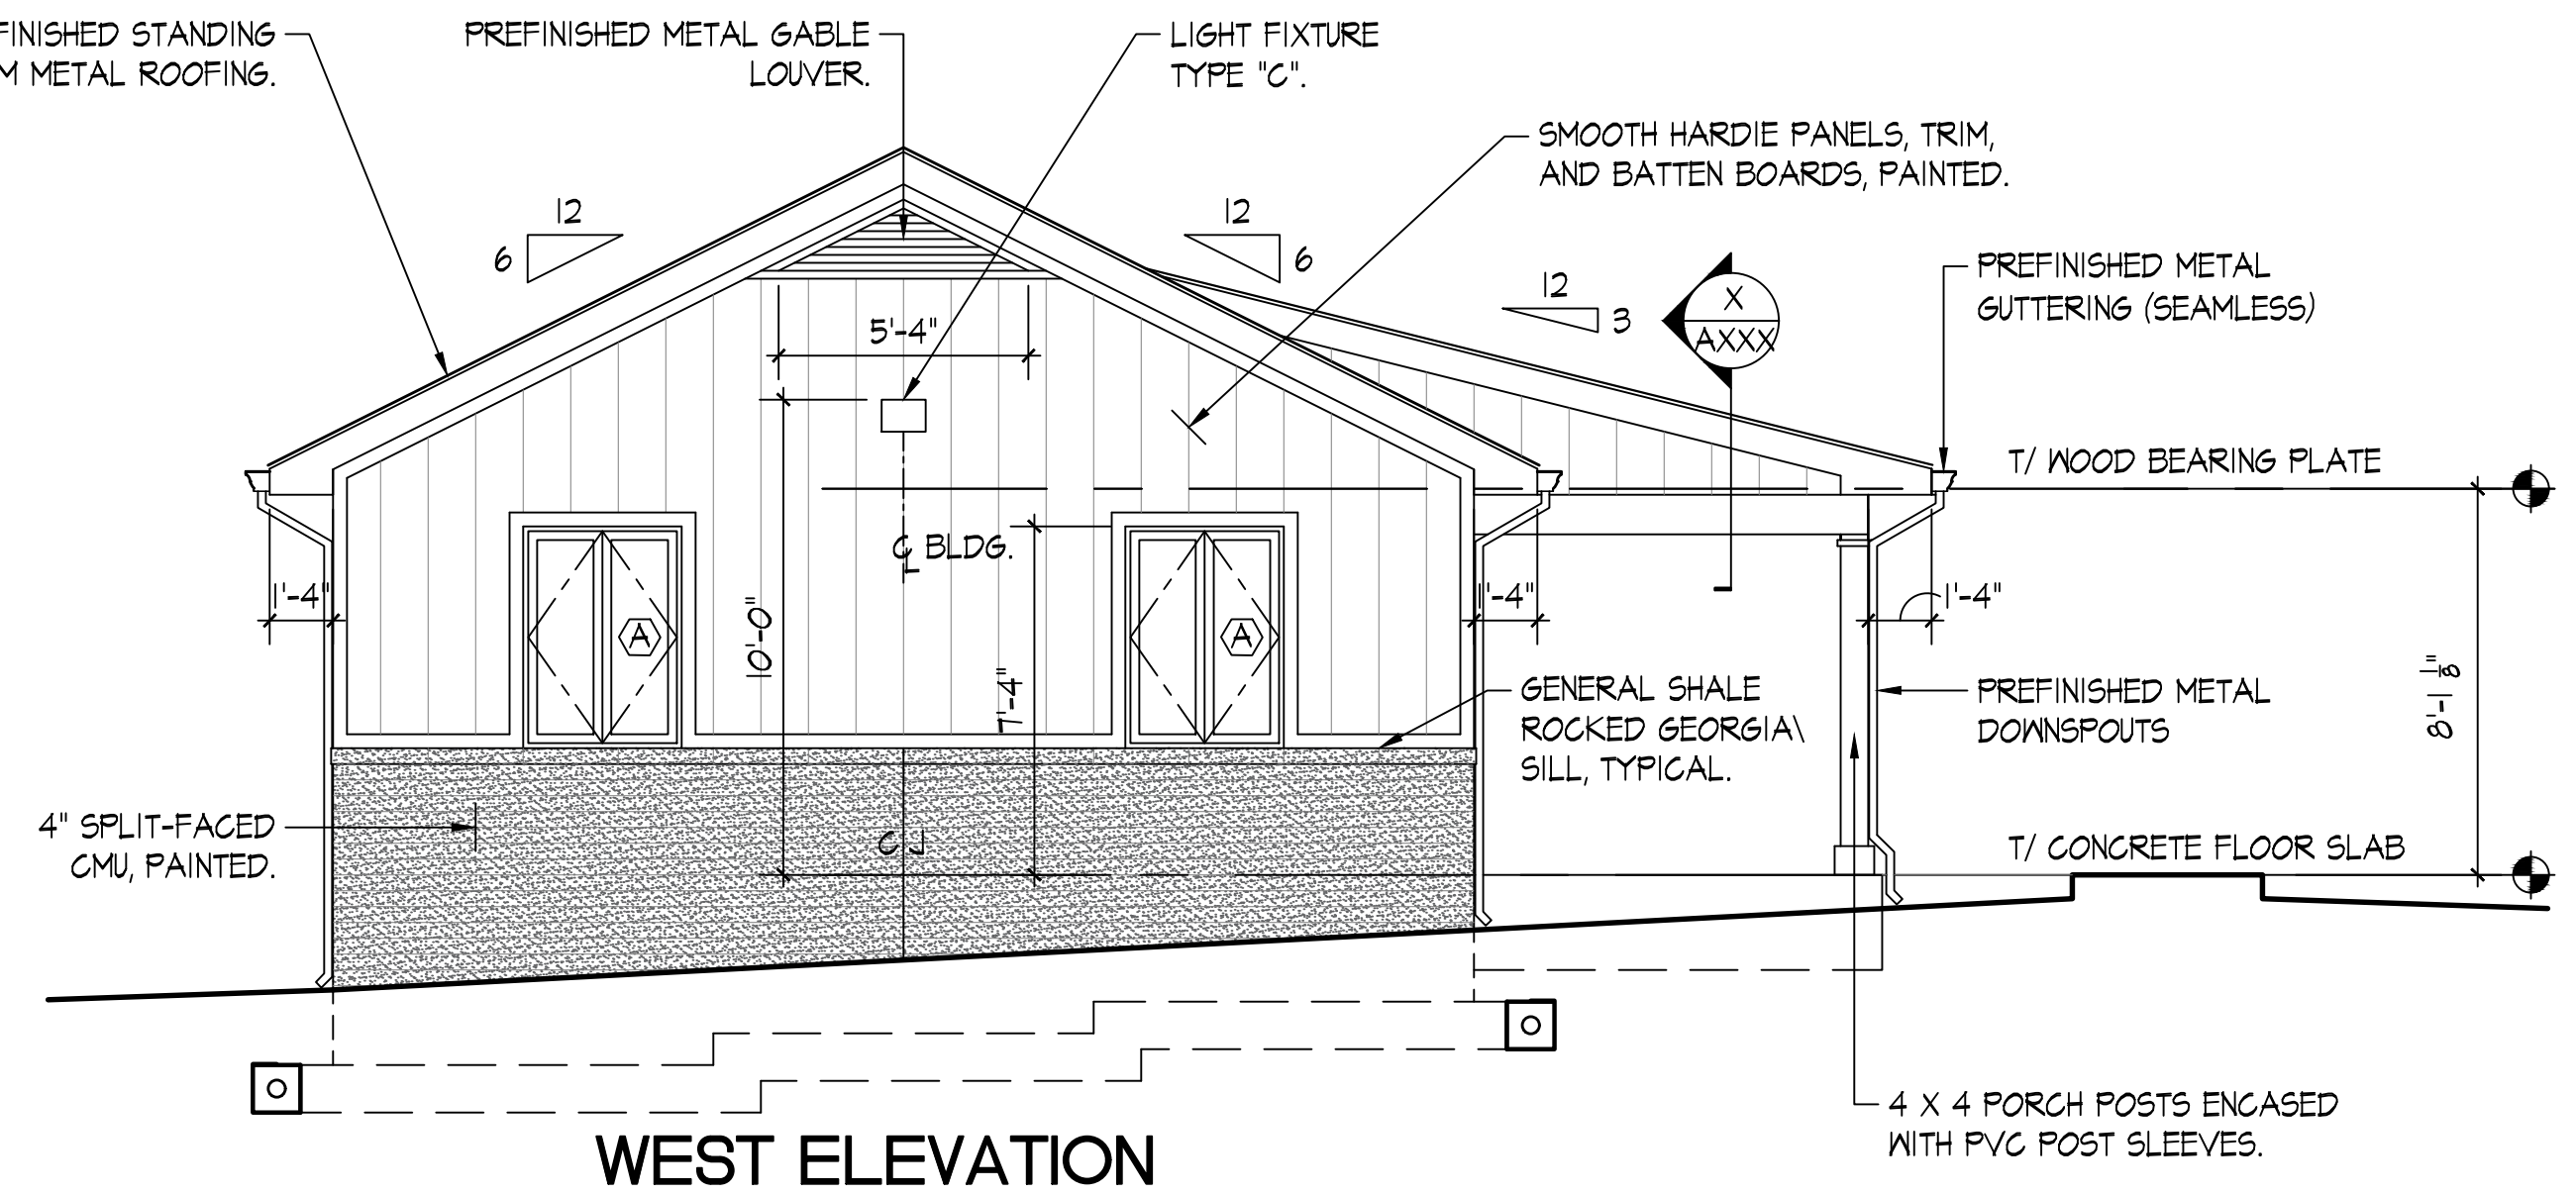 FINISHED STANDING
M METAL ROOFING.
PREFINISHED METAL GABLE
LOUVER.
LIGHT FIXTURE
TYPE "C".
SMOOTH HARDIE PANELS, TRIM,
AND BATTEN BOARDS, PAINTED.
12
6
12
6
12
3
X
AXXX
PREFINISHED METAL
GUTTERING (SEAMLESS)
5'-4"
T/ WOOD BEARING PLATE
℄ BLDG.
1'-4"
A
10'-0"
7'-4"
A
1'-4"
1'-4"
8'-1 1/8"
GENERAL SHALE
ROCKED GEORGIA\
SILL, TYPICAL.
PREFINISHED METAL
DOWNSPOUTS
4" SPLIT-FACED
CMU, PAINTED.
CJ
T/ CONCRETE FLOOR SLAB
4 X 4 PORCH POSTS ENCASED
WITH PVC POST SLEEVES.
WEST ELEVATION